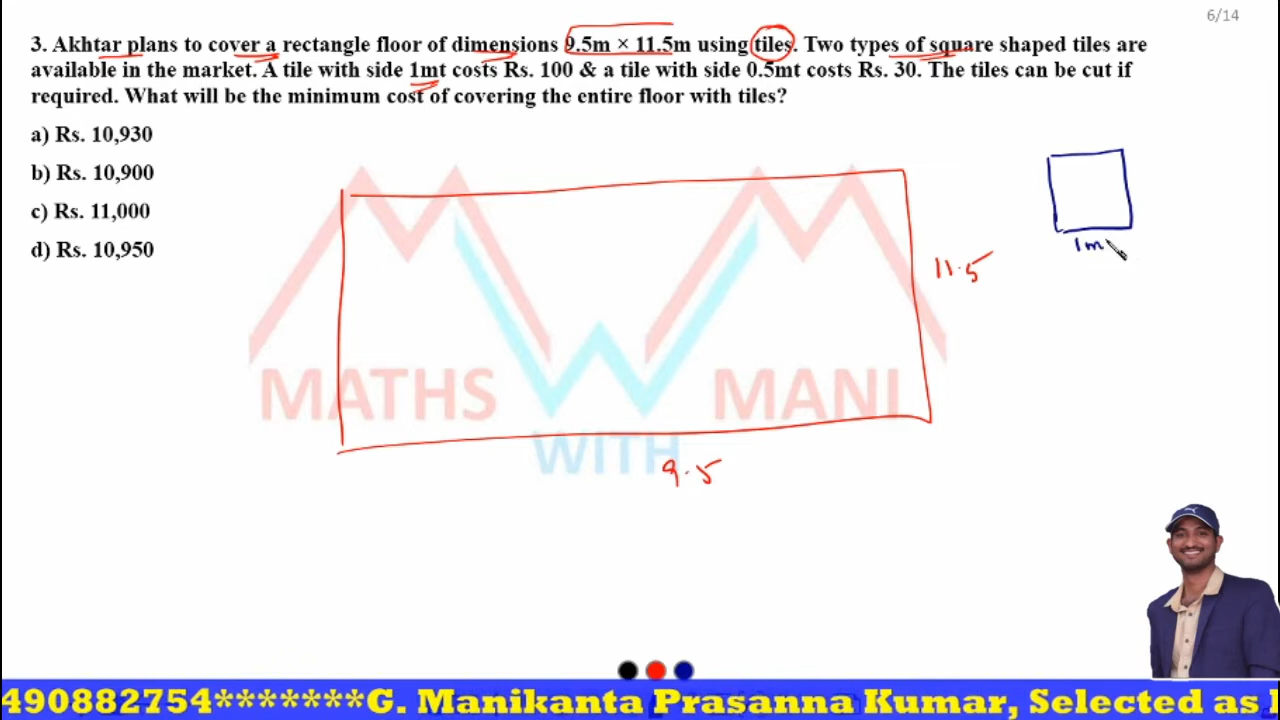 6/14
3. Akhtar plans to cover a rectangle floor of dimensions 9.5m × 11.5m using tiles. Two types of square shaped tiles are
available in the market. A tile with side 1mt costs Rs. 100 & a tile with side 0.5mt costs Rs. 30. The tiles can be cut if
required. What will be the minimum cost of covering the entire floor with tiles?
a) Rs. 10,930
b) Rs. 10,900
c) Rs. 11,000
d) Rs. 10,950
1m
11.5
MATHS MANI
WITH
9.5
490882754*******G. Manikanta Prasanna Kumar, Selected as